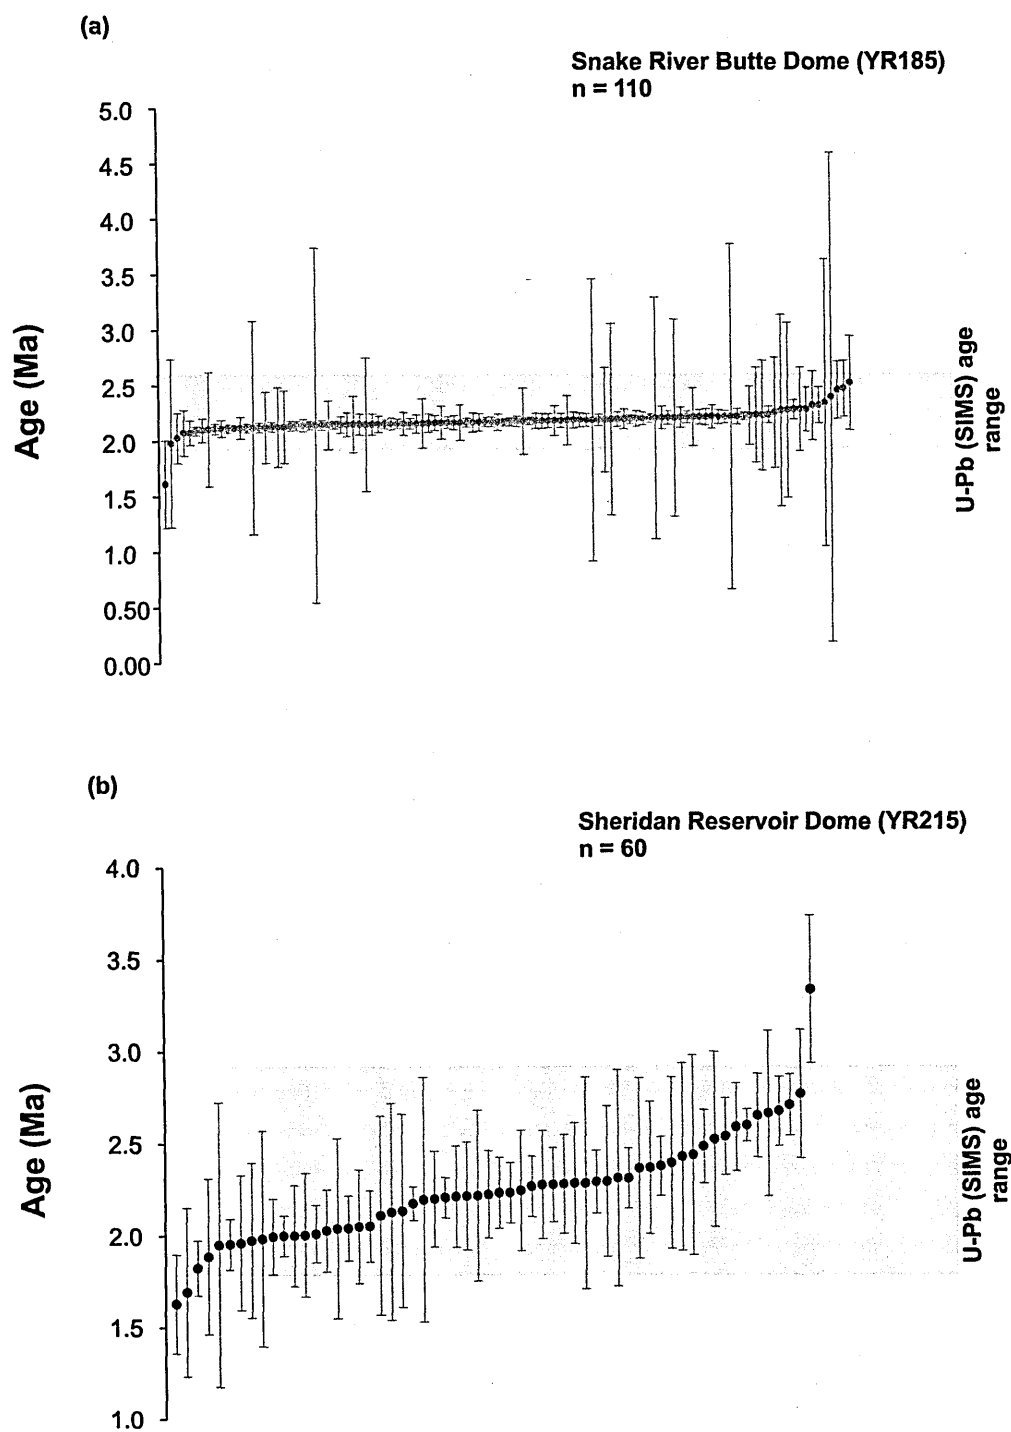 (a)
Snake River Butte Dome (YR185)
n = 110
5.0
4.5
4.0
3.5
3.0
2.5
2.0
1.5
1.0
0.50
0.00
Age (Ma)
U-Pb (SIMS) age
range
(b)
Sheridan Reservoir Dome (YR215)
n = 60
4.0
3.5
3.0
2.5
2.0
1.5
1.0
Age (Ma)
U-Pb (SIMS) age
range